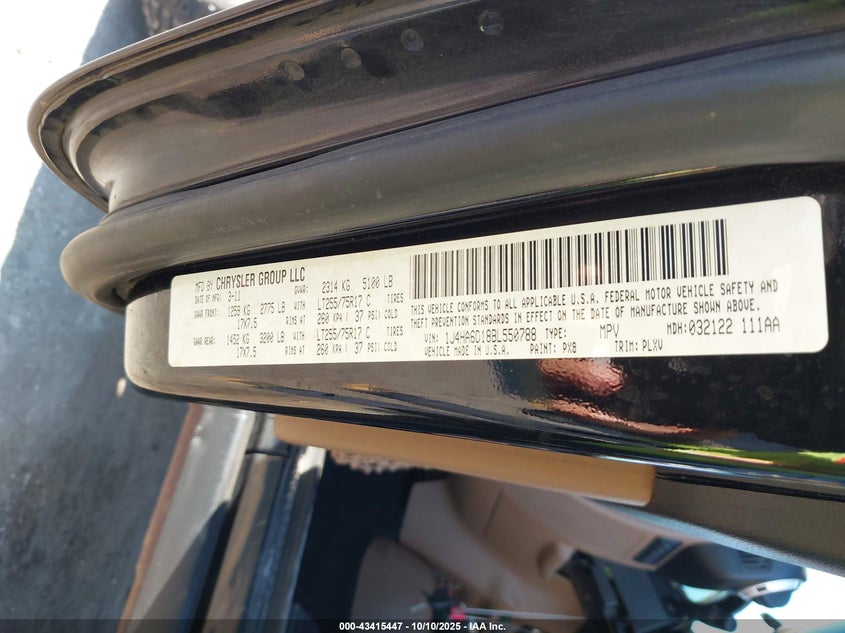 MFD BY CHRYSLER GROUP LLC
DATE OF MFR: 3-11 GVWR: 2314 KG 5100 LB
GAWR FRONT: 1259 KG 2775 LB WITH LT255/75R17 C TIRES
17X7.5 RIMS AT 260 KPA ( 37 PSI) COLD
GAWR REAR: 1452 KG 3200 LB WITH LT255/75R17 C TIRES
17X7.5 RIMS AT 260 KPA ( 37 PSI) COLD
THIS VEHICLE CONFORMS TO ALL APPLICABLE U.S.A. FEDERAL MOTOR VEHICLE SAFETY AND
THEFT PREVENTION STANDARDS IN EFFECT ON THE DATE OF MANUFACTURE SHOWN ABOVE.
VIN: 1J4HA6D18BL550788 TYPE: MPV MDH: 032122 111AA
VEHICLE MADE IN U.S.A. PAINT: PX8 TRIM: PLXV
000-43415447 - 10/10/2025 - Copart, IAA Inc.